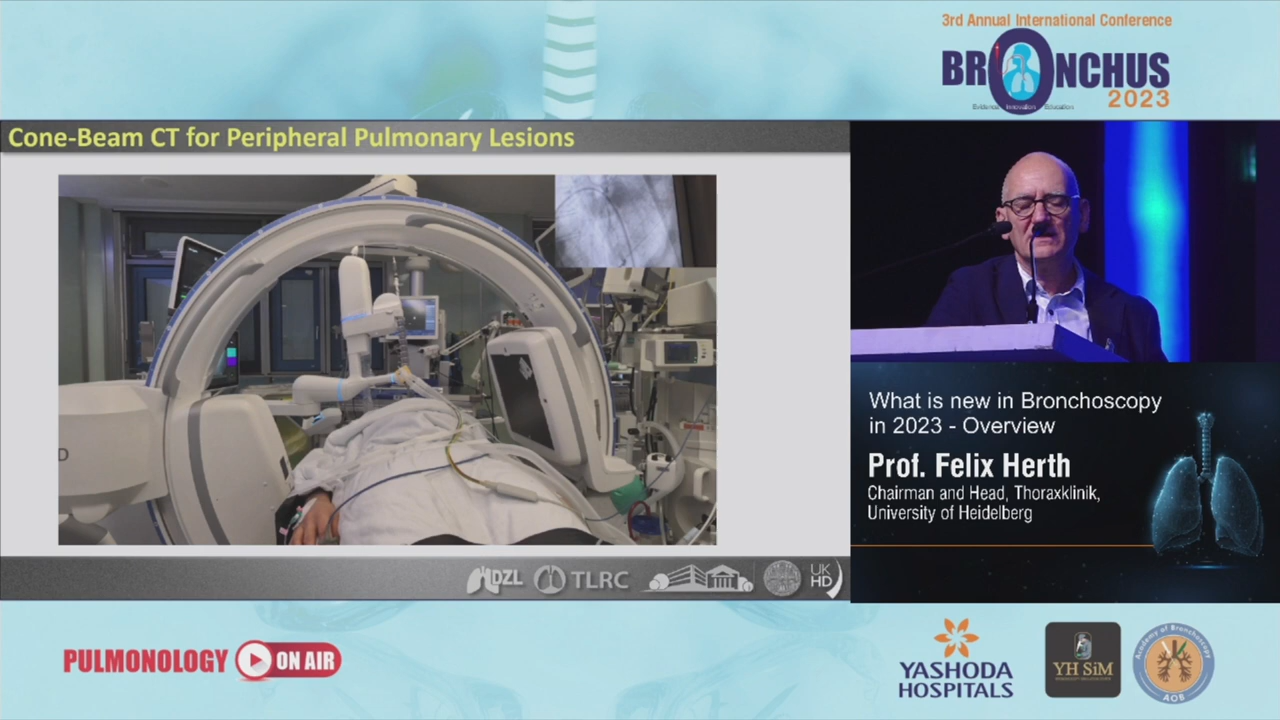 3rd Annual International Conference
BRONCHUS
2023
Evidence Innovation Education
Cone-Beam CT for Peripheral Pulmonary Lesions
D
What is new in Bronchoscopy
in 2023 - Overview
Prof. Felix Herth
Chairman and Head, Thoraxklinik,
University of Heidelberg
DZL
TLRC
UK
HD
PULMONOLOGY ON AIR
YASHODA
HOSPITALS
YH SiM
Academy of Bronchoscopy
AOB